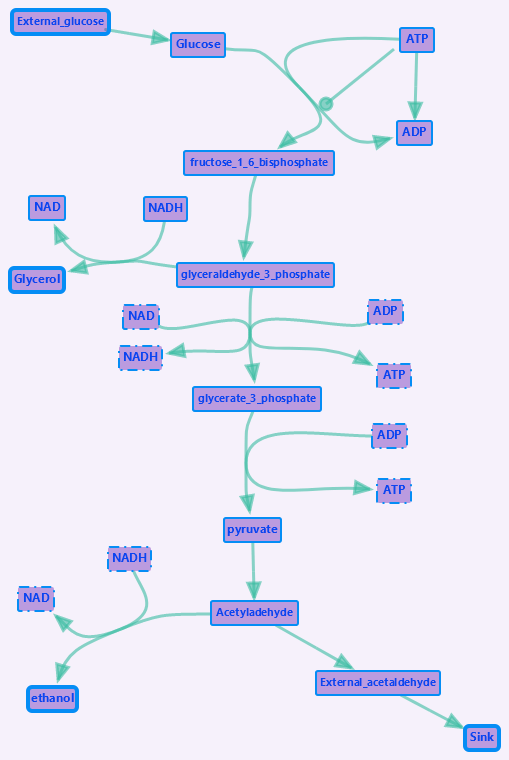 External_glucose
Glucose
ATP
ADP
fructose_1_6_bisphosphate
NAD
NADH
Glycerol
glyceraldehyde_3_phosphate
NAD
ADP
NADH
ATP
glycerate_3_phosphate
ADP
ATP
pyruvate
NADH
NAD
Acetyladehyde
External_acetaldehyde
ethanol
Sink